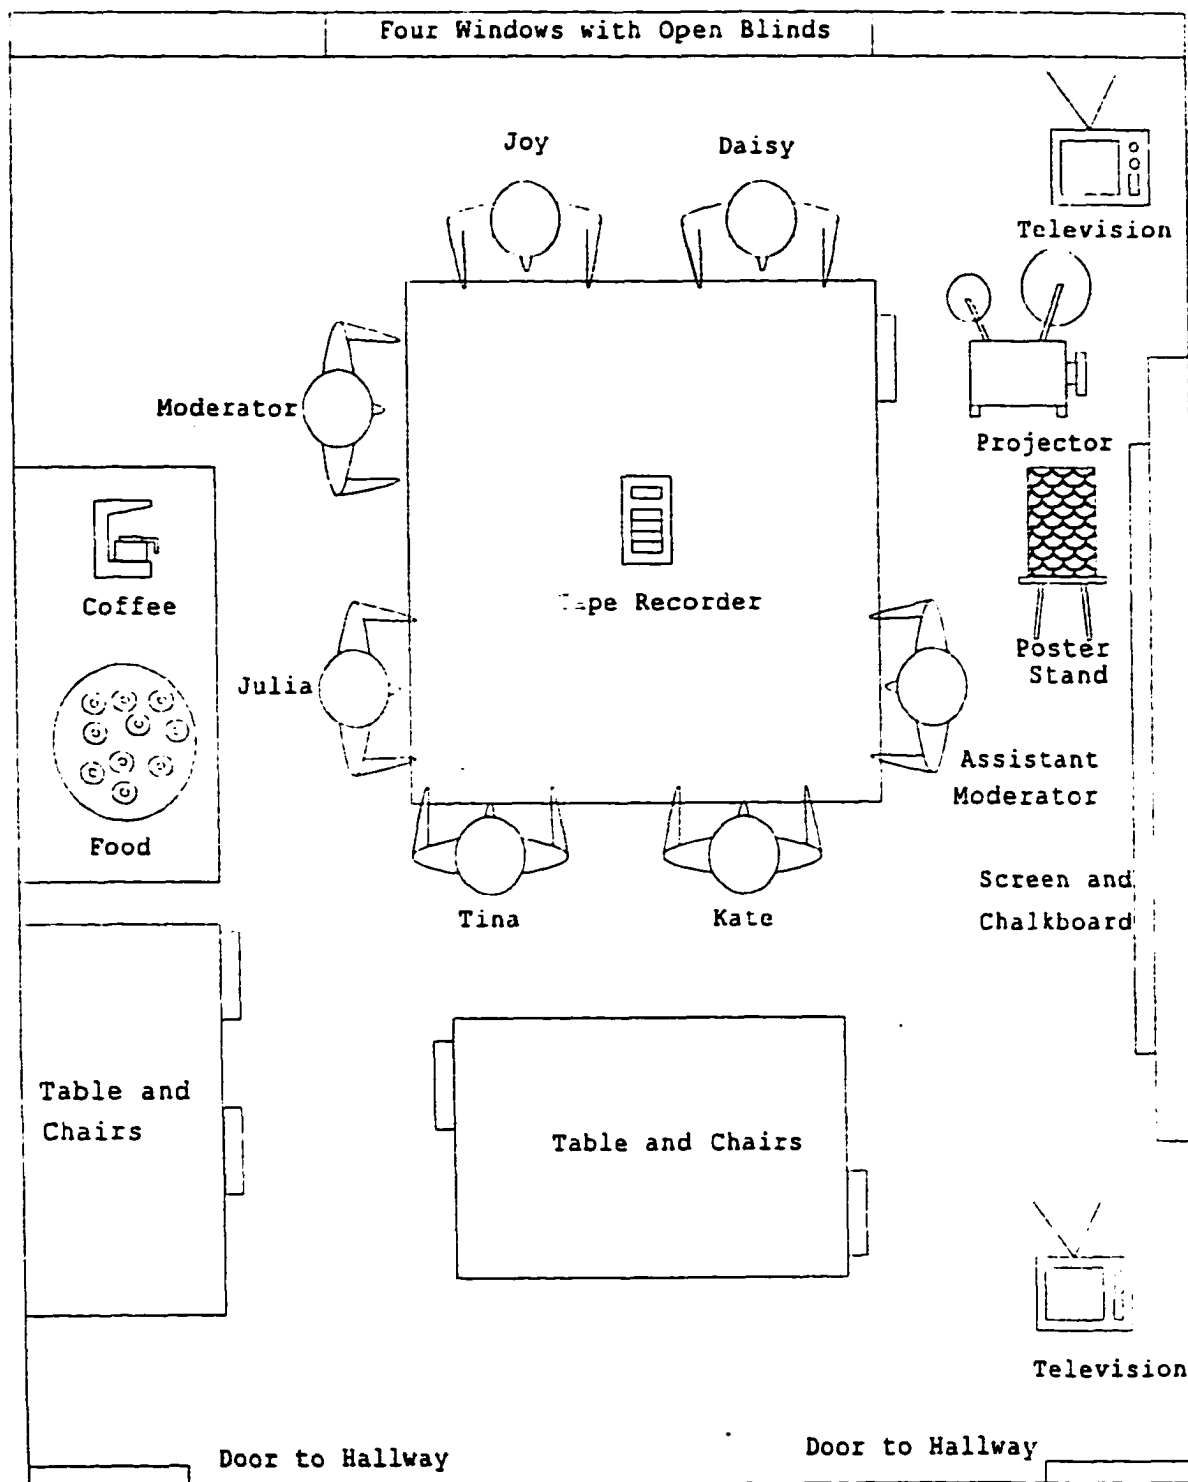 Four Windows with Open Blinds
Joy
Daisy
Television
Moderator
Projector
Coffee
Tape Recorder
Poster
Stand
Julia
Assistant
Moderator
Food
Screen and
Chalkboard
Tina
Kate
Table and
Chairs
Table and Chairs
Television
Door to Hallway
Door to Hallway